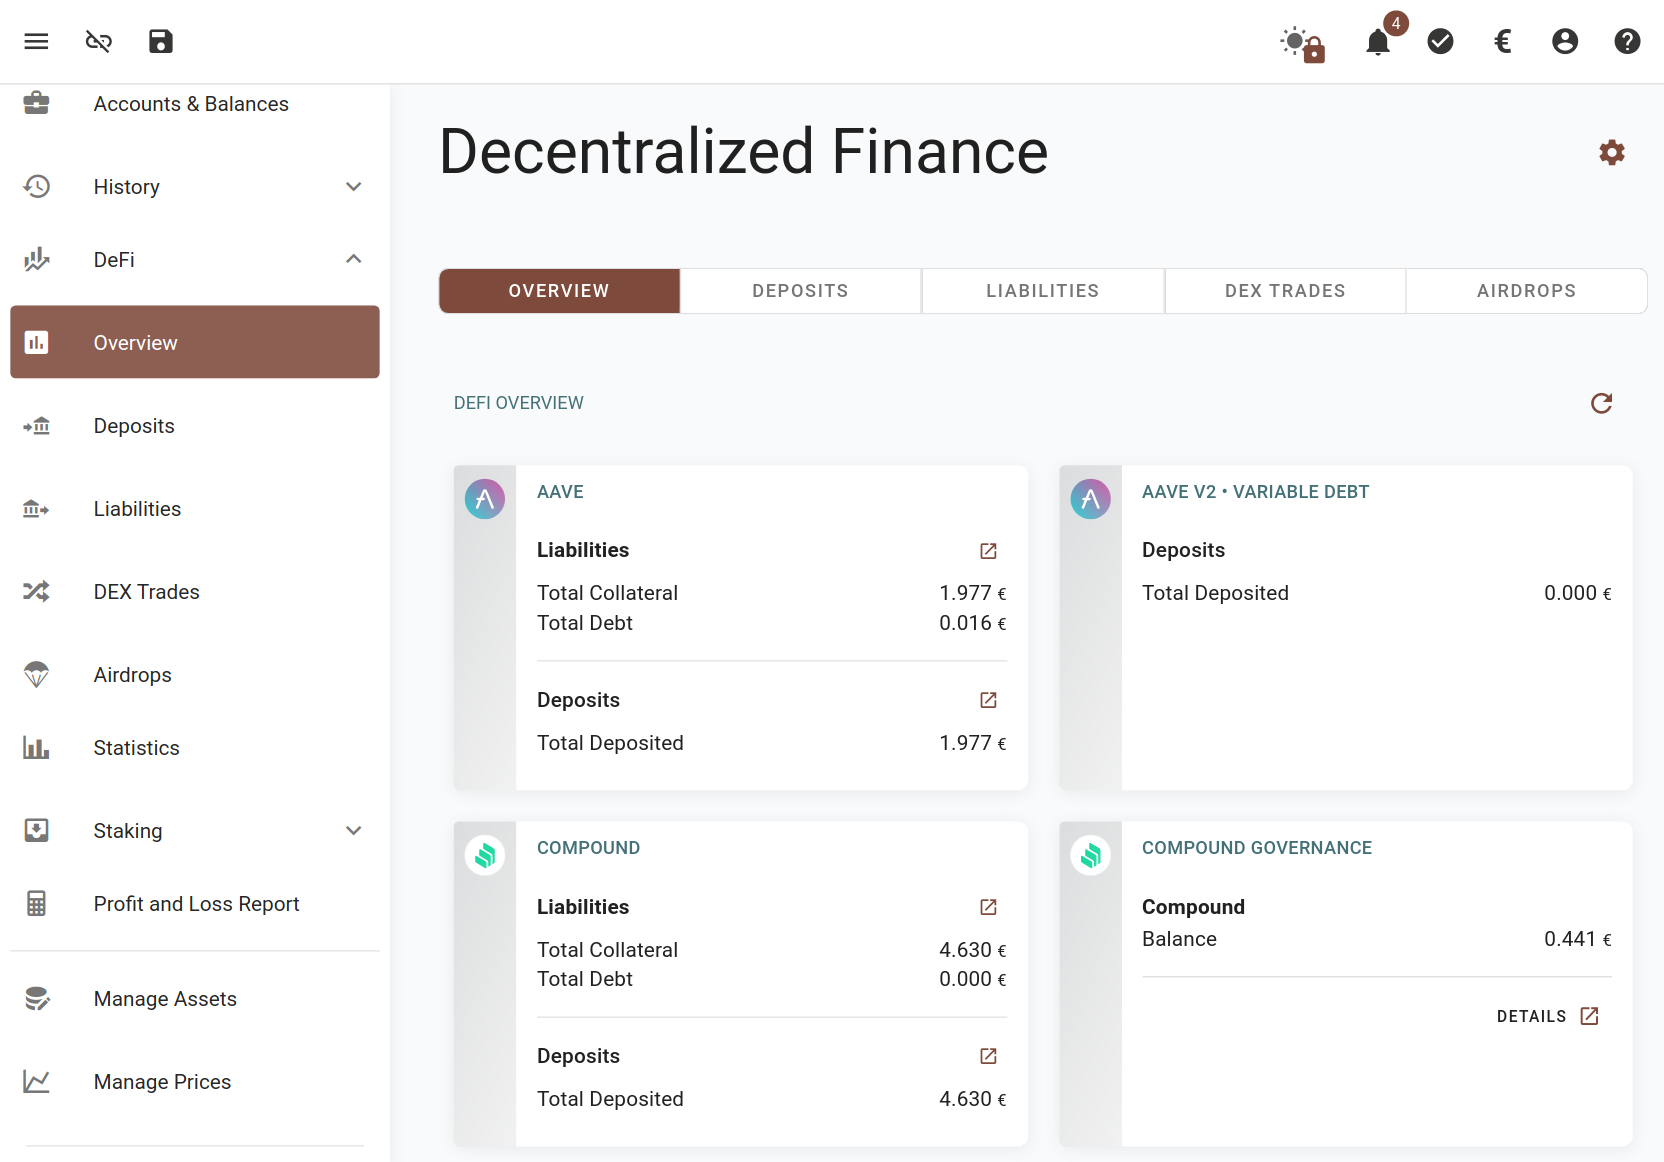 4
€
Accounts & Balances
History
DeFi
Overview
Deposits
Liabilities
DEX Trades
Airdrops
Statistics
Staking
Profit and Loss Report
Manage Assets
Manage Prices
Decentralized Finance
OVERVIEW DEPOSITS LIABILITIES DEX TRADES AIRDROPS
DEFI OVERVIEW
AAVE
Liabilities
Total Collateral 1.977 €
Total Debt 0.016 €
Deposits
Total Deposited 1.977 €
AAVE V2 • VARIABLE DEBT
Deposits
Total Deposited 0.000 €
COMPOUND
Liabilities
Total Collateral 4.630 €
Total Debt 0.000 €
Deposits
Total Deposited 4.630 €
COMPOUND GOVERNANCE
Compound
Balance 0.441 €
DETAILS